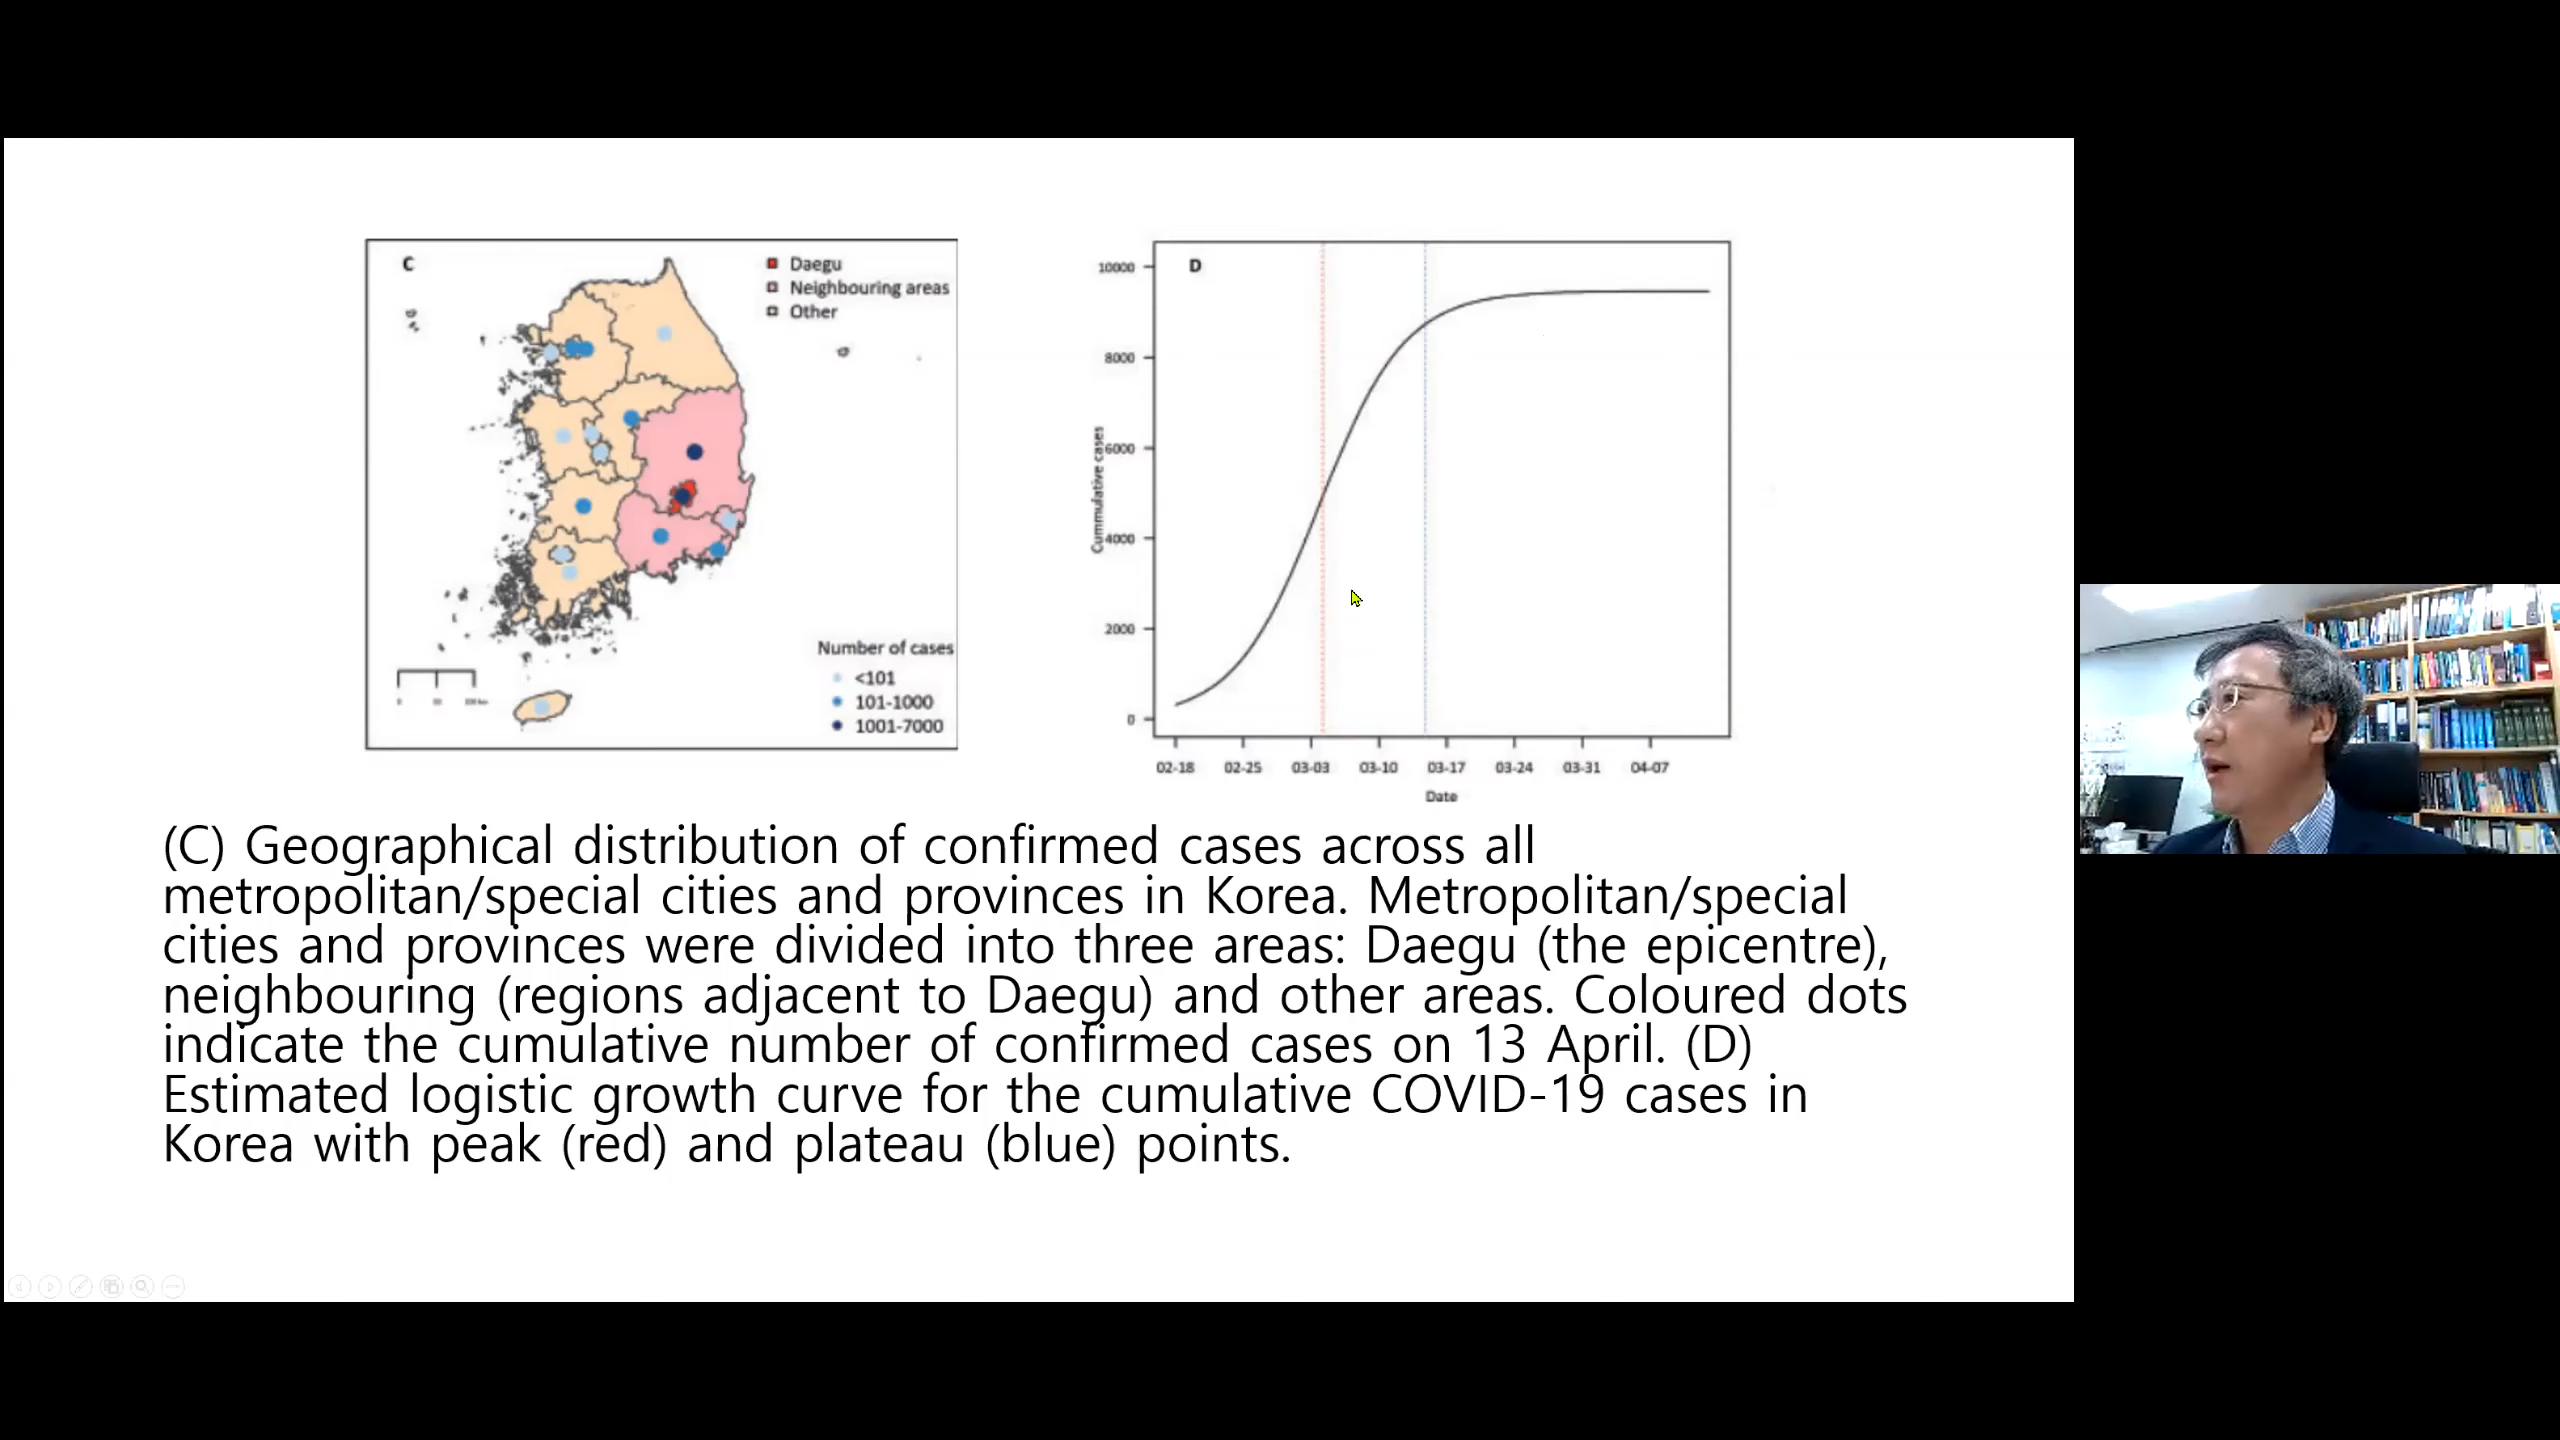 C
Daegu
Neighbouring areas
Other
Number of cases
<101
101-1000
1001-7000
0
D
10000
8000
6000
4000
2000
0
Cummulative cases
02-18 02-25 03-03 03-10 03-17 03-24 03-31 04-07
Date
(C) Geographical distribution of confirmed cases across all
metropolitan/special cities and provinces in Korea. Metropolitan/special
cities and provinces were divided into three areas: Daegu (the epicentre),
neighbouring (regions adjacent to Daegu) and other areas. Coloured dots
indicate the cumulative number of confirmed cases on 13 April. (D)
Estimated logistic growth curve for the cumulative COVID-19 cases in
Korea with peak (red) and plateau (blue) points.